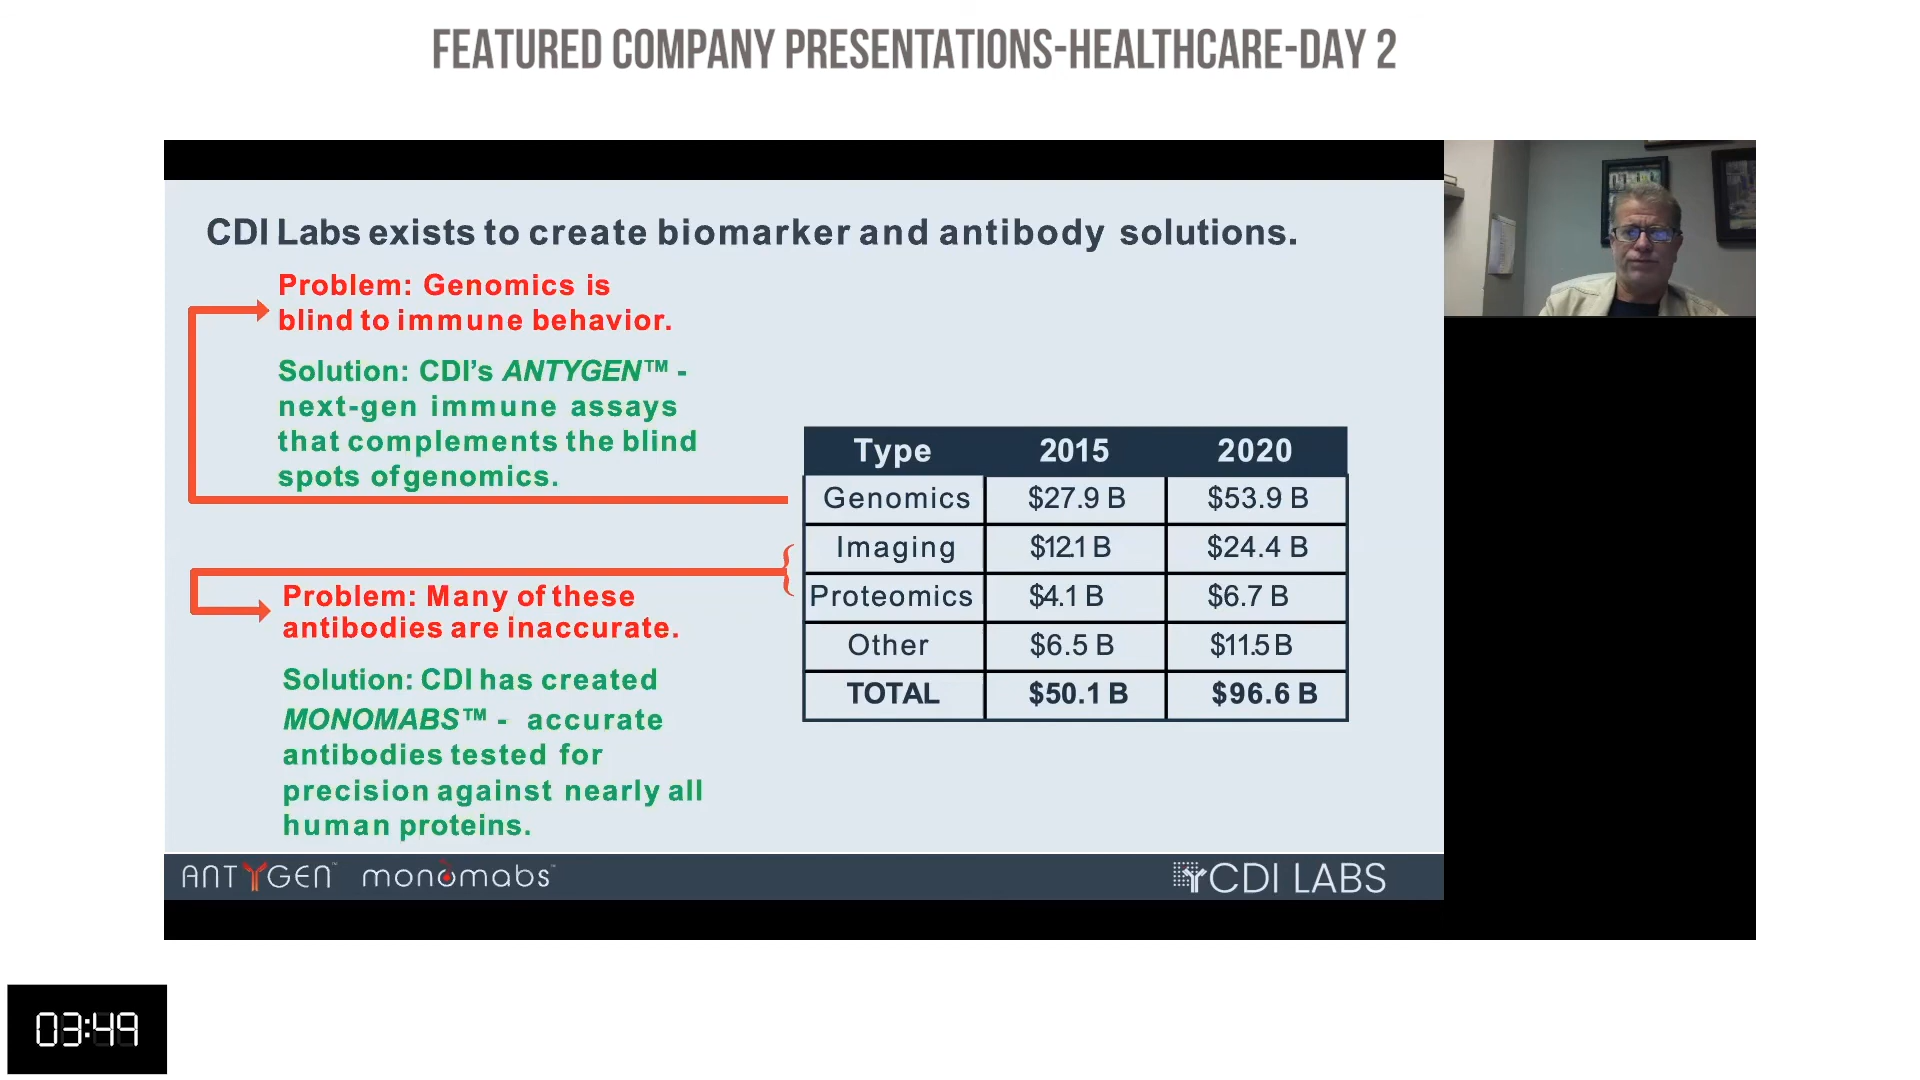 FEATURED COMPANY PRESENTATIONS-HEALTHCARE-DAY 2
CDI Labs exists to create biomarker and antibody solutions.
Problem: Genomics is
blind to immune behavior.
Solution: CDI's ANTYGEN™ -
next-gen immune assays
that complements the blind
spots of genomics.
Problem: Many of these
antibodies are inaccurate.
Solution: CDI has created
MONOMABS™ - accurate
antibodies tested for
precision against nearly all
human proteins.
Type 2015 2020
Genomics $27.9 B $53.9 B
Imaging $12.1 B $24.4 B
Proteomics $4.1 B $6.7 B
Other $6.5 B $11.5 B
TOTAL $50.1 B $96.6 B
ANTYGEN™ monomabs™ CDI LABS
03:49